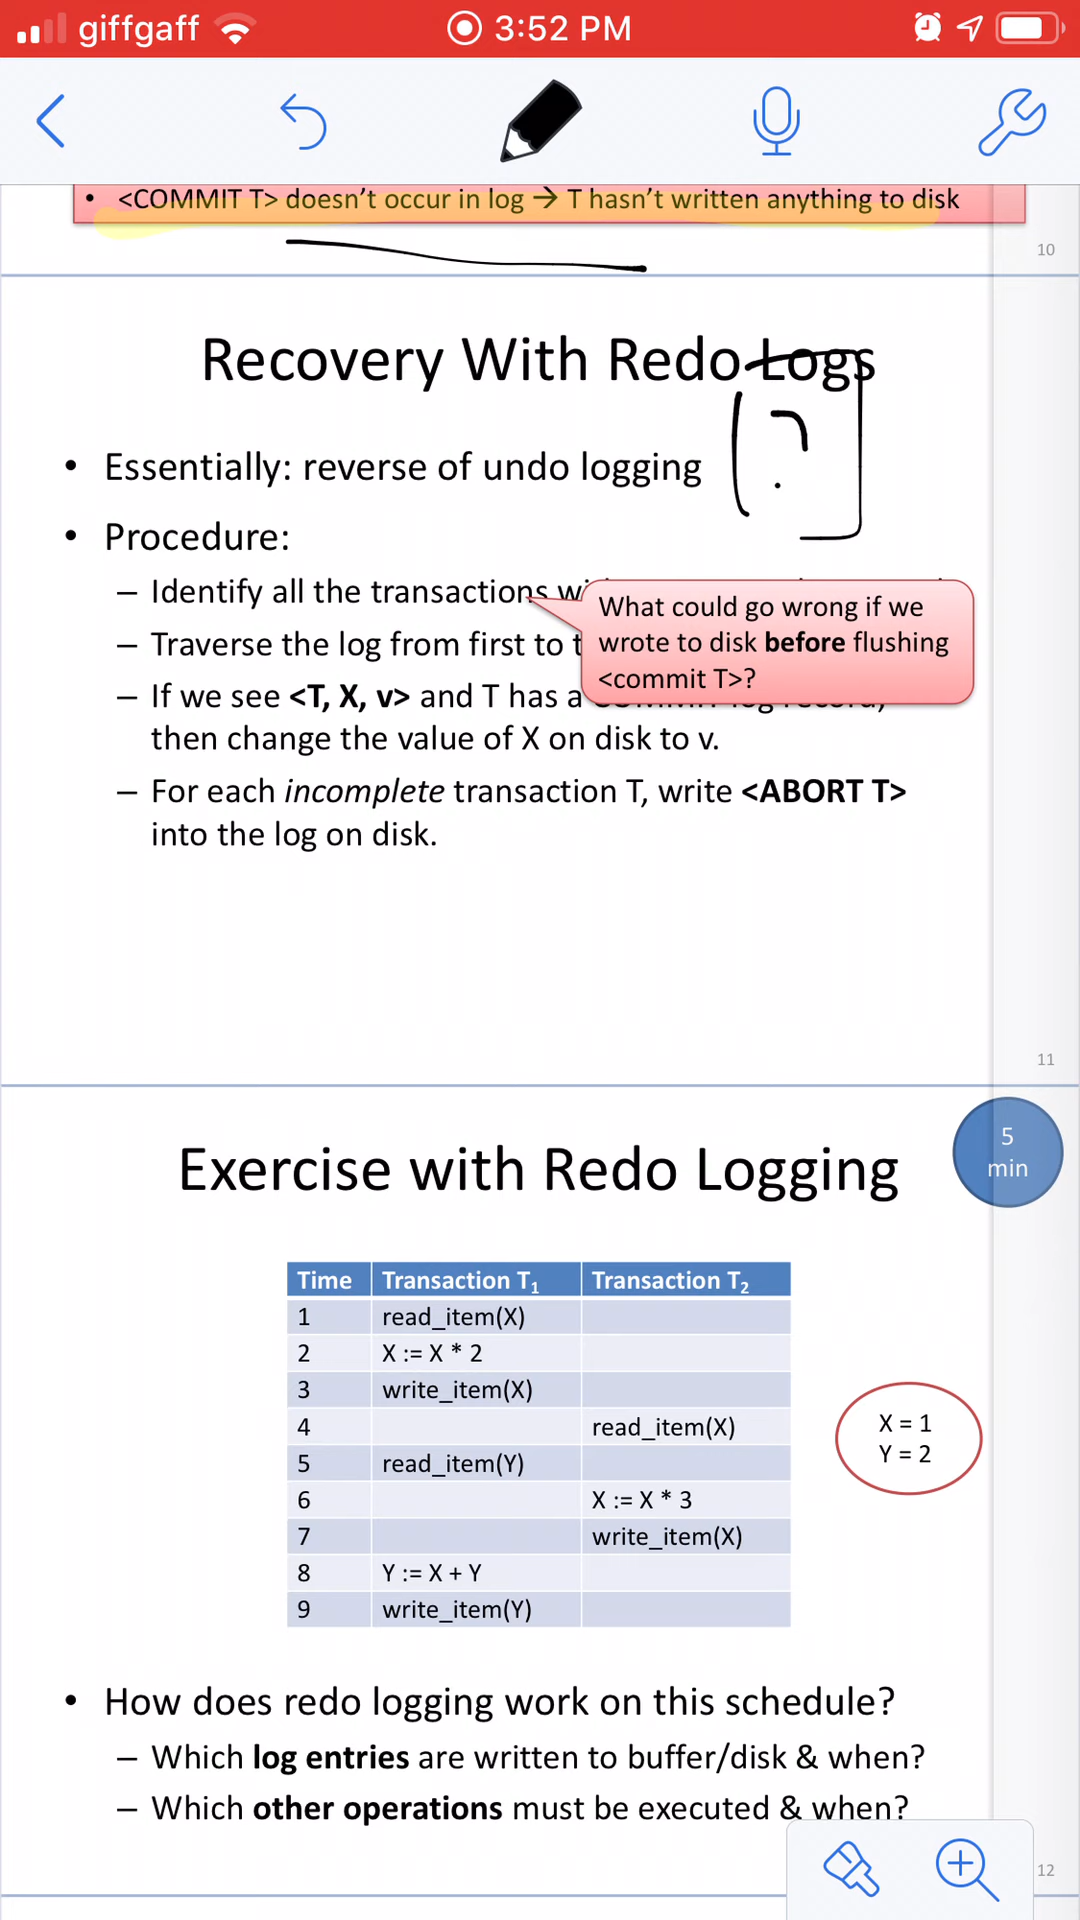 giffgaff 3:52 PM
• <COMMIT T> doesn't occur in log → T hasn't written anything to disk
10
Recovery With Redo Logs
• Essentially: reverse of undo logging
• Procedure:
– Identify all the transactions
– Traverse the log from first to
– If we see <T, X, v> and T has a
then change the value of X on disk to v.
– For each incomplete transaction T, write <ABORT T>
into the log on disk.
What could go wrong if we
wrote to disk before flushing
<commit T>?
?
11
Exercise with Redo Logging
5
min
Time Transaction T₁ Transaction T₂
1 read_item(X)
2 X := X * 2
3 write_item(X)
4 read_item(X)
5 read_item(Y)
6 X := X * 3
7 write_item(X)
8 Y := X + Y
9 write_item(Y)
X = 1
Y = 2
• How does redo logging work on this schedule?
– Which log entries are written to buffer/disk & when?
– Which other operations must be executed & when?
12